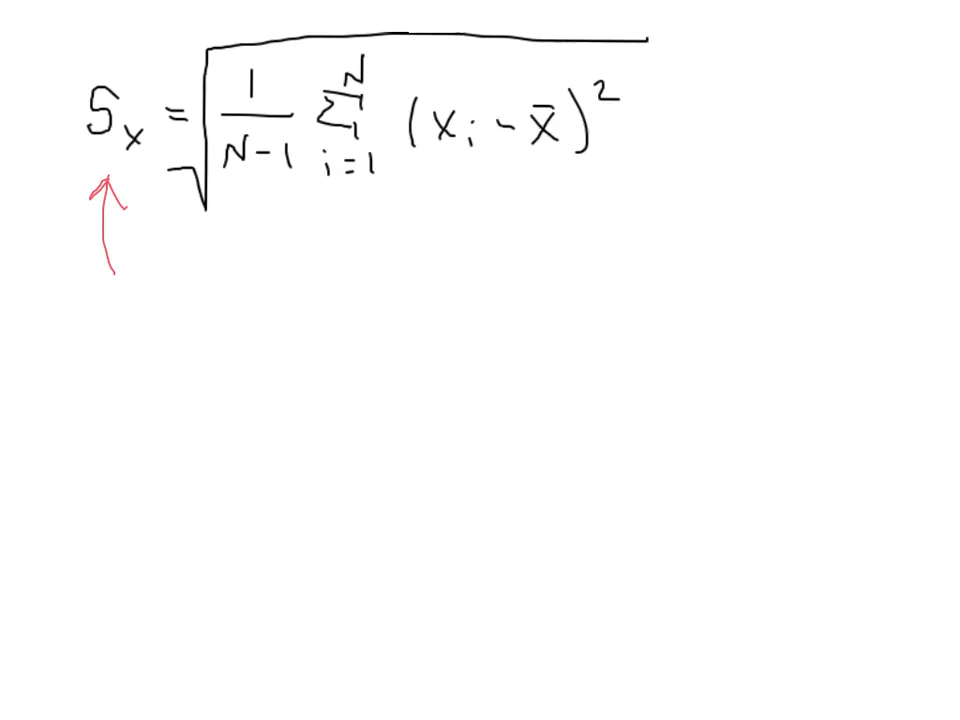 S_x = √(1/(N-1) Σ_{i=1}^{N} (x_i - x̄)²)